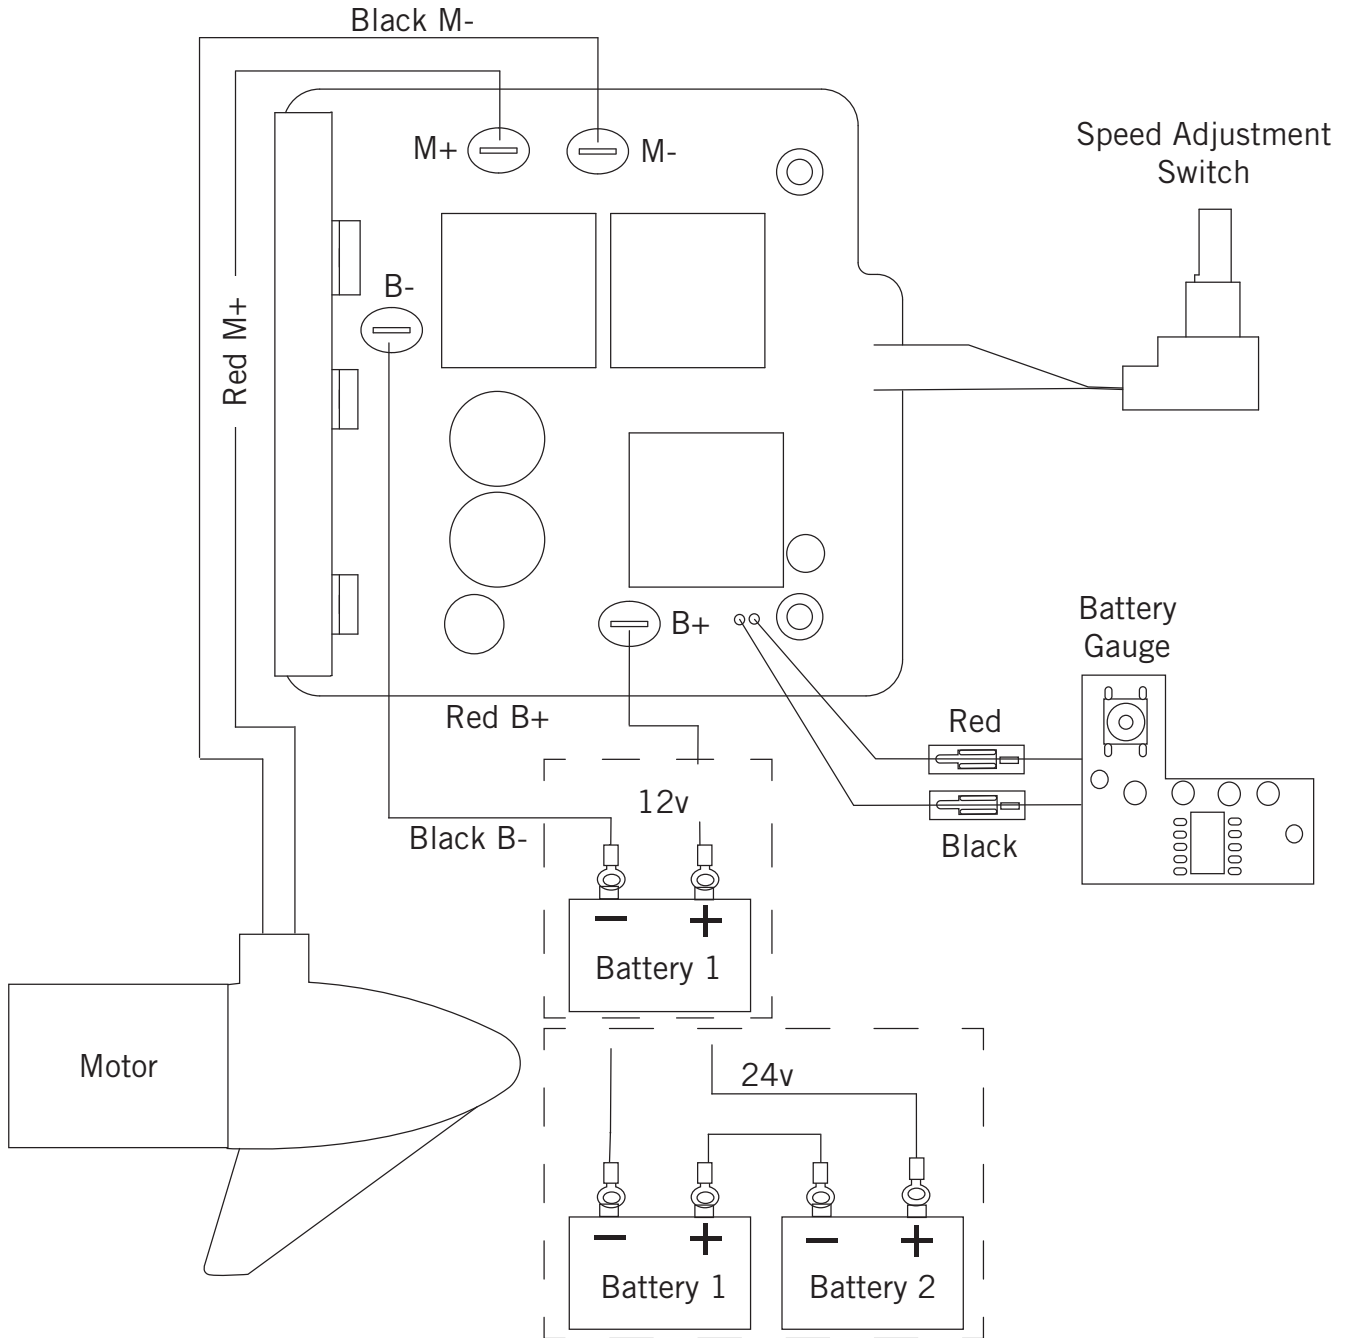 Black M-
M+
M-
Speed Adjustment
Switch
B-
Red M+
B+
Battery
Gauge
Red B+
Red
12v
Black B-
Black
− +
Battery 1
Motor
24v
− +
− +
Battery 1
Battery 2